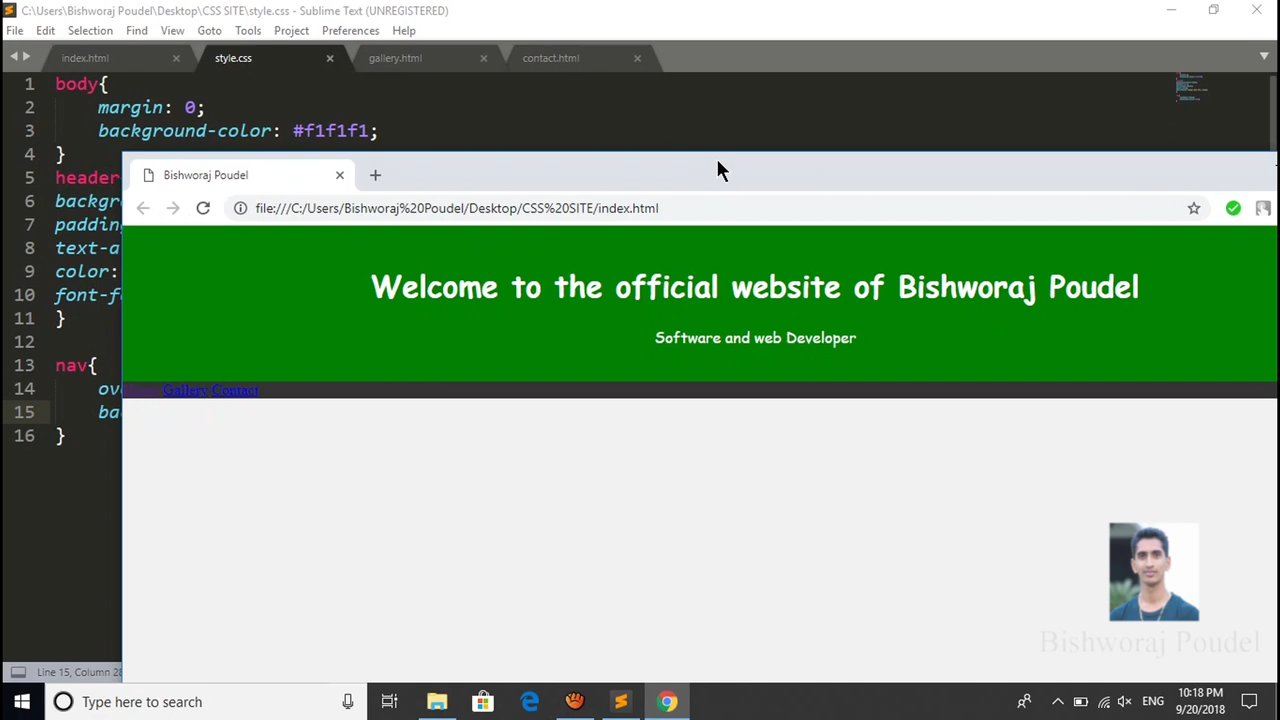 C:\Users\Bishworaj Poudel\Desktop\CSS SITE\style.css - Sublime Text (UNREGISTERED)
File Edit Selection Find View Goto Tools Project Preferences Help
index.html × style.css × gallery.html × contact.html ×
1 body{
2 margin: 0;
3 background-color: #f1f1f1;
4 }
5 header
6 backgr
7 paddin
8 text-a
9 color:
10 font-f
11 }
12
13 nav{
14 ov
15 ba
16 }
Bishworaj Poudel
file:///C:/Users/Bishworaj%20Poudel/Desktop/CSS%20SITE/index.html
Welcome to the official website of Bishworaj Poudel
Software and web Developer
Gallery Contact
Bishworaj Poudel
Line 15, Column 28
Type here to search
ENG
10:18 PM
9/20/2018